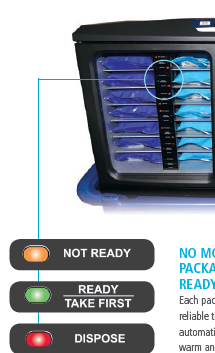 NOT READY
READY
TAKE FIRST
DISPOSE
NO MO
PACKA
READY
Each pac
reliable t
automati
warm an